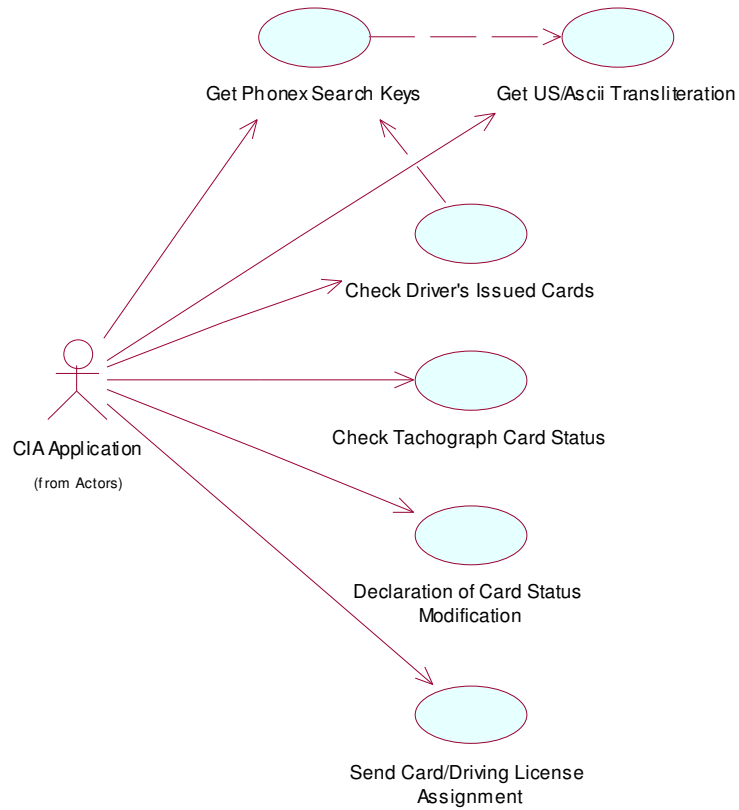 Get Phonex Search Keys
Get US/Ascii Transliteration
Check Driver's Issued Cards
Check Tachograph Card Status
CIA Application
(from Actors)
Declaration of Card Status
Modification
Send Card/Driving License
Assignment